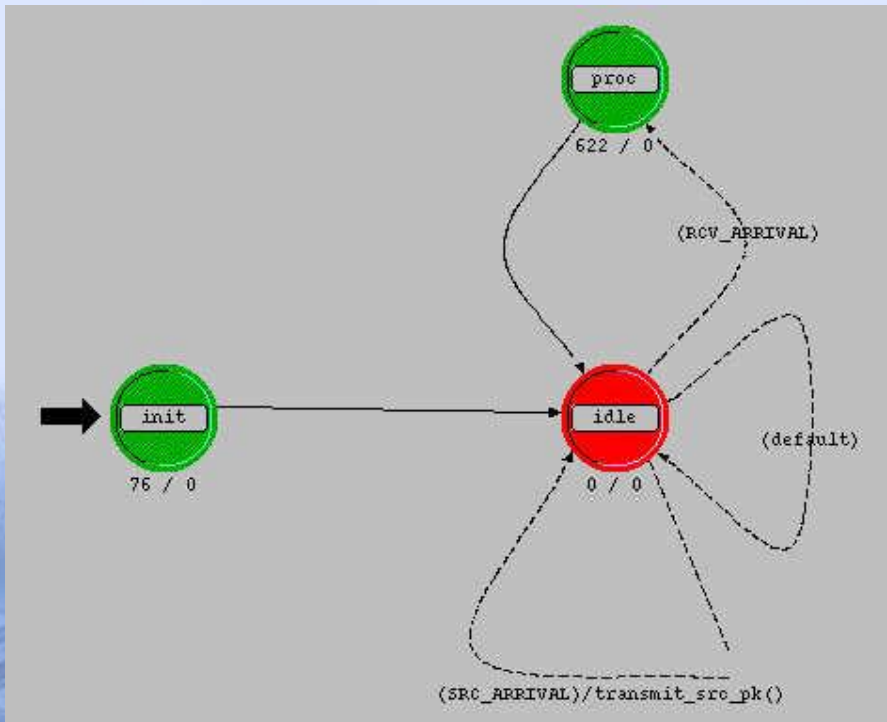 proc
622 / 0
(RCV_ARRIVAL)
init
76 / 0
idle
0 / 0
(default)
(SRC_ARRIVAL)/transmit_src_pk()